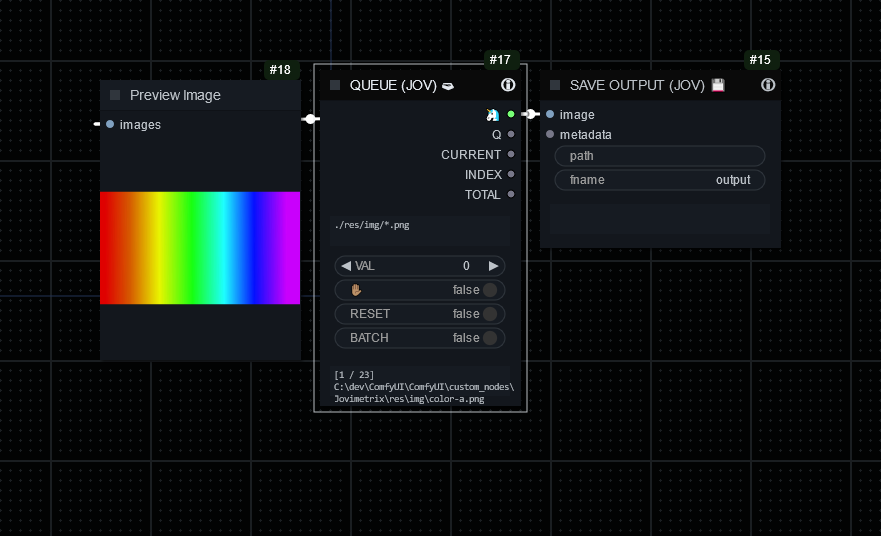 #18
Preview Image
images
#17
QUEUE (JOV)
Q
CURRENT
INDEX
TOTAL
./res/img/*.png
VAL 0
false
RESET false
BATCH false
[1 / 23]
C:\dev\ComfyUI\ComfyUI\custom_nodes\
Jovimetrix\res\img\color-a.png
#15
SAVE OUTPUT (JOV) 💾
image
metadata
path
fname output